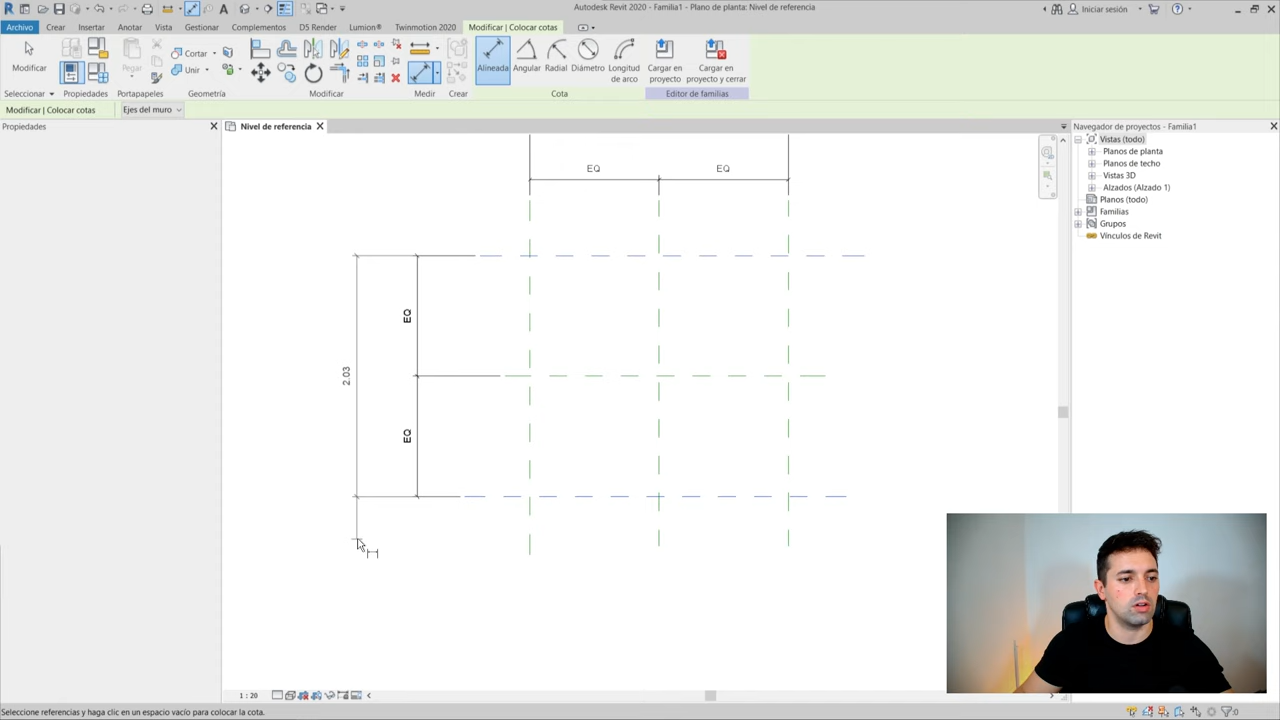 Autodesk Revit 2020 - Familia1 - Plano de planta: Nivel de referencia
Iniciar sesión
Archivo Crear Insertar Anotar Vista Gestionar Complementos D5 Render Lumion® Twinmotion 2020 Modificar | Colocar cotas
Modificar
Pegar
Cortar
Unir
Alineada
Angular
Radial
Diámetro
Longitud
de arco
Cargar en
proyecto
Cargar en
proyecto y cerrar
Seleccionar Propiedades Portapapeles Geometría Modificar Medir Crear Cota Editor de familias
Modificar | Colocar cotas
Ejes del muro
Propiedades
Nivel de referencia
Navegador de proyectos - Familia1
Vistas (todo)
Planos de planta
Planos de techo
Vistas 3D
Alzados (Alzado 1)
Planos (todo)
Familias
Grupos
Vínculos de Revit
EQ EQ
EQ
2.03
EQ
1 : 20
Seleccione referencias y haga clic en un espacio vacío para colocar la cota.
:0